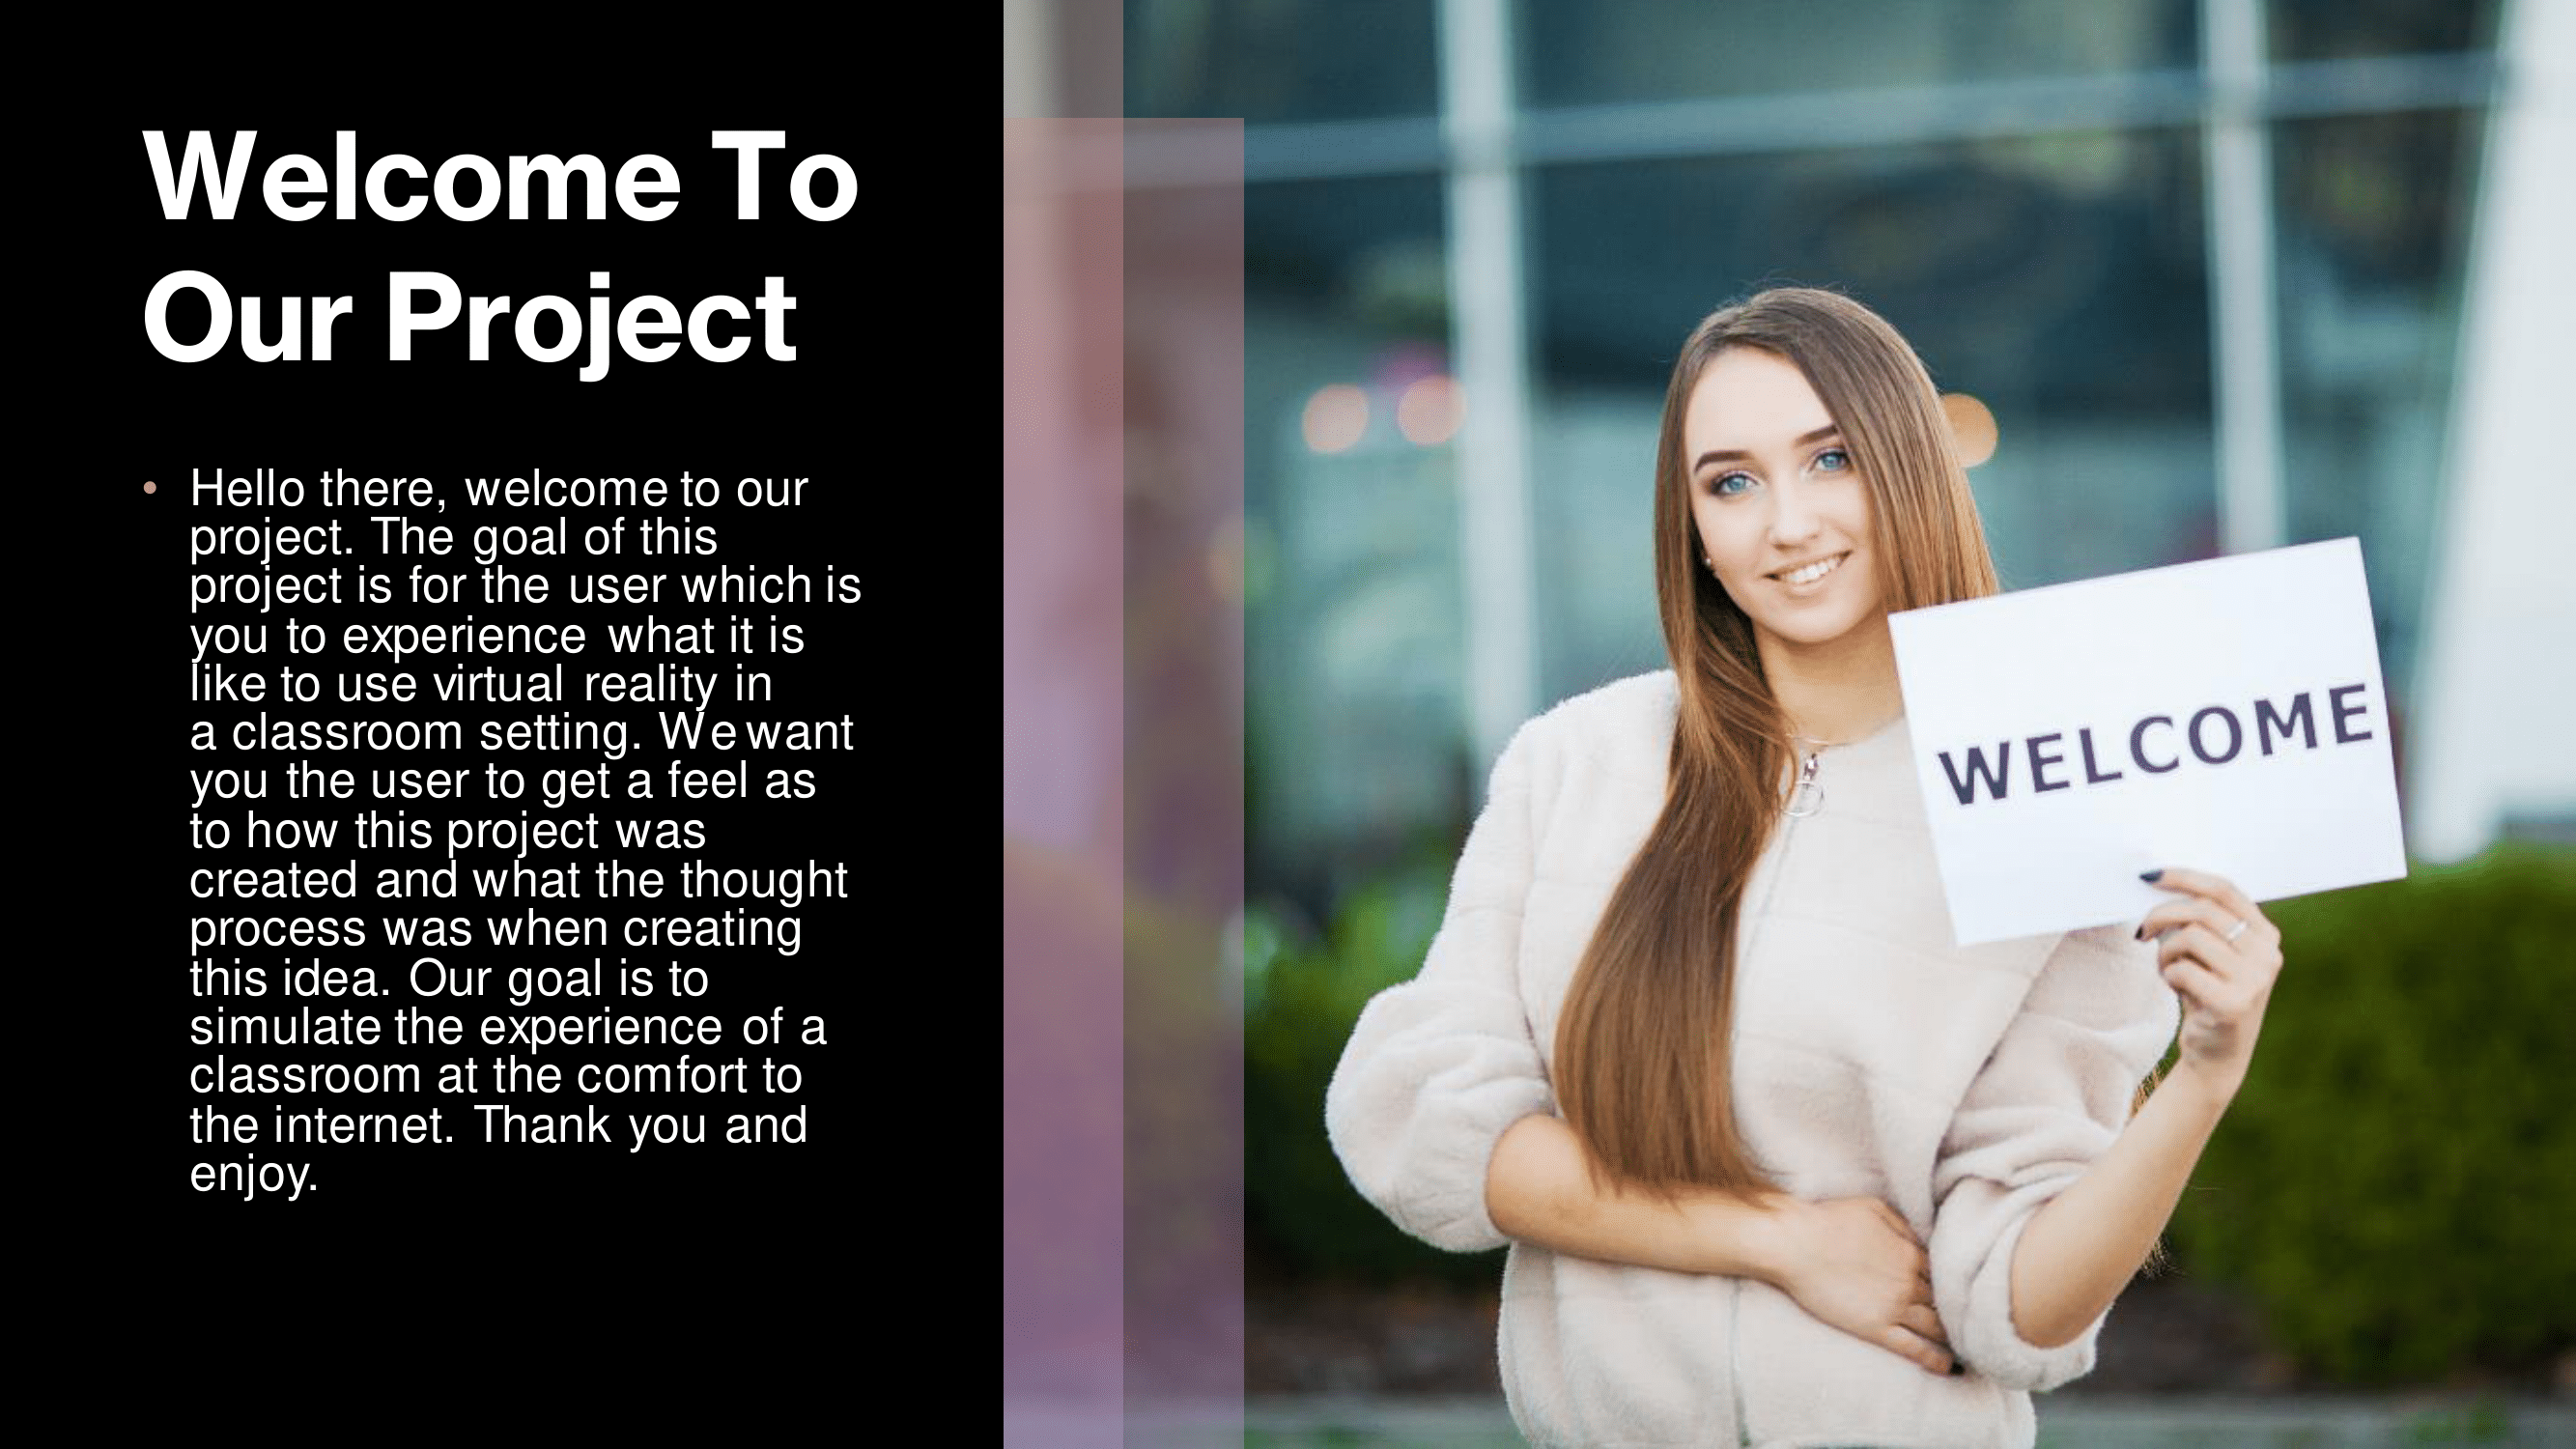 Welcome To
Our Project
• Hello there, welcome to our
project. The goal of this
project is for the user which is
you to experience what it is
like to use virtual reality in
a classroom setting. We want
you the user to get a feel as
to how this project was
created and what the thought
process was when creating
this idea. Our goal is to
simulate the experience of a
classroom at the comfort to
the internet. Thank you and
enjoy.
WELCOME